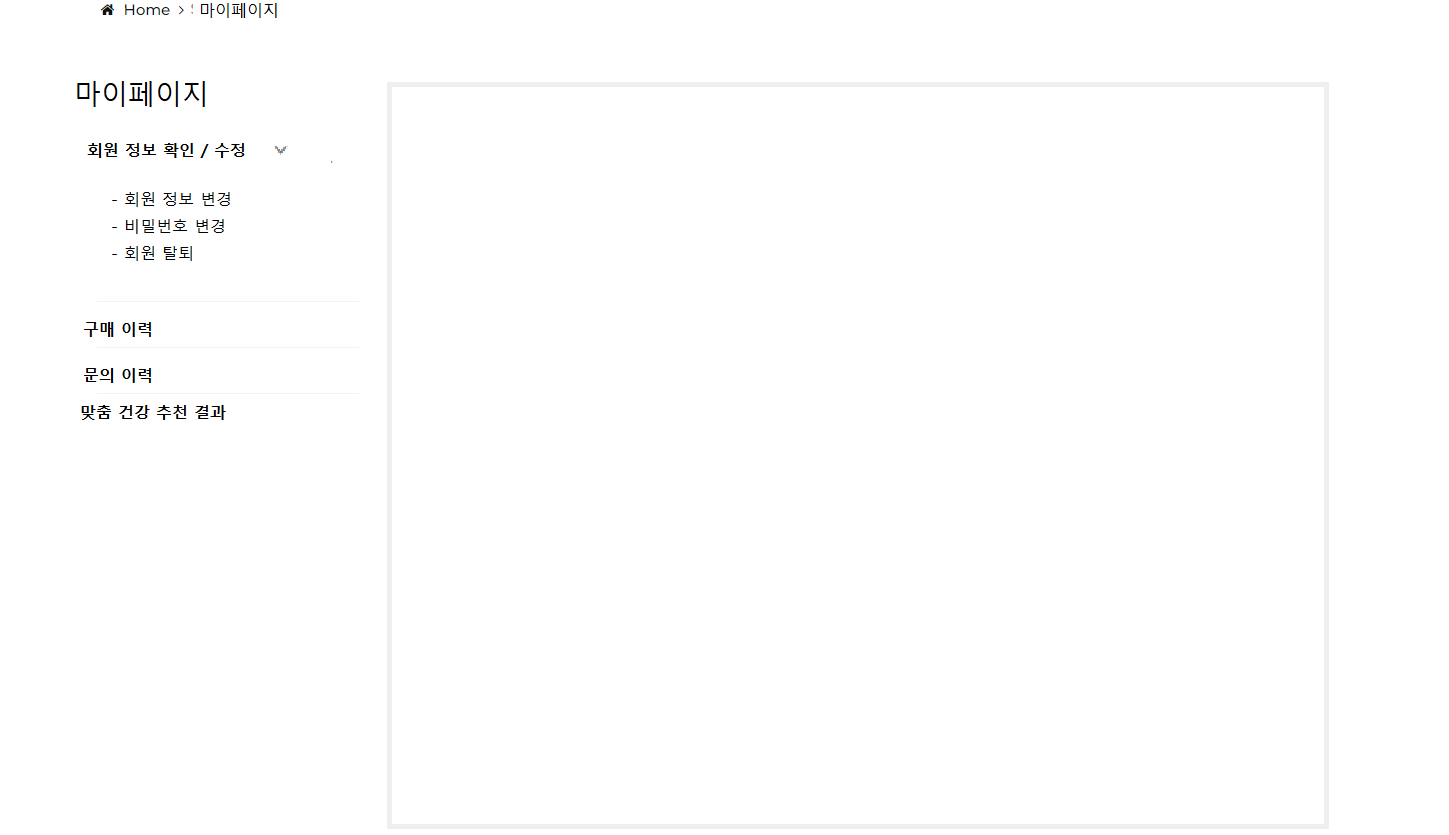 Home > 마이페이지
마이페이지
회원 정보 확인 / 수정
- 회원 정보 변경
- 비밀번호 변경
- 회원 탈퇴
구매 이력
문의 이력
맞춤 건강 추천 결과